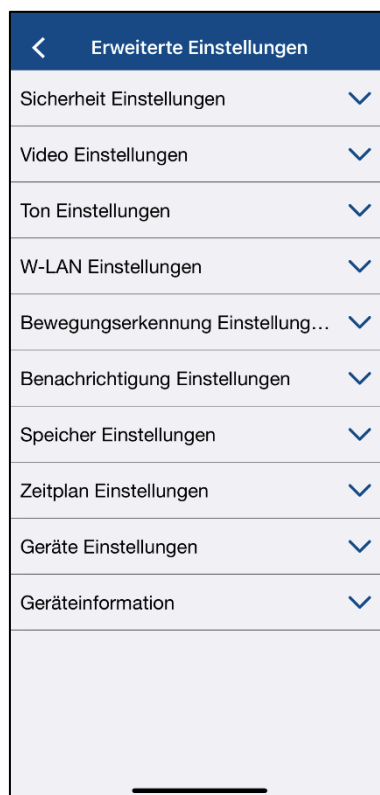 Erweiterte Einstellungen
Sicherheit Einstellungen
Video Einstellungen
Ton Einstellungen
W-LAN Einstellungen
Bewegungserkennung Einstellung...
Benachrichtigung Einstellungen
Speicher Einstellungen
Zeitplan Einstellungen
Geräte Einstellungen
Geräteinformation